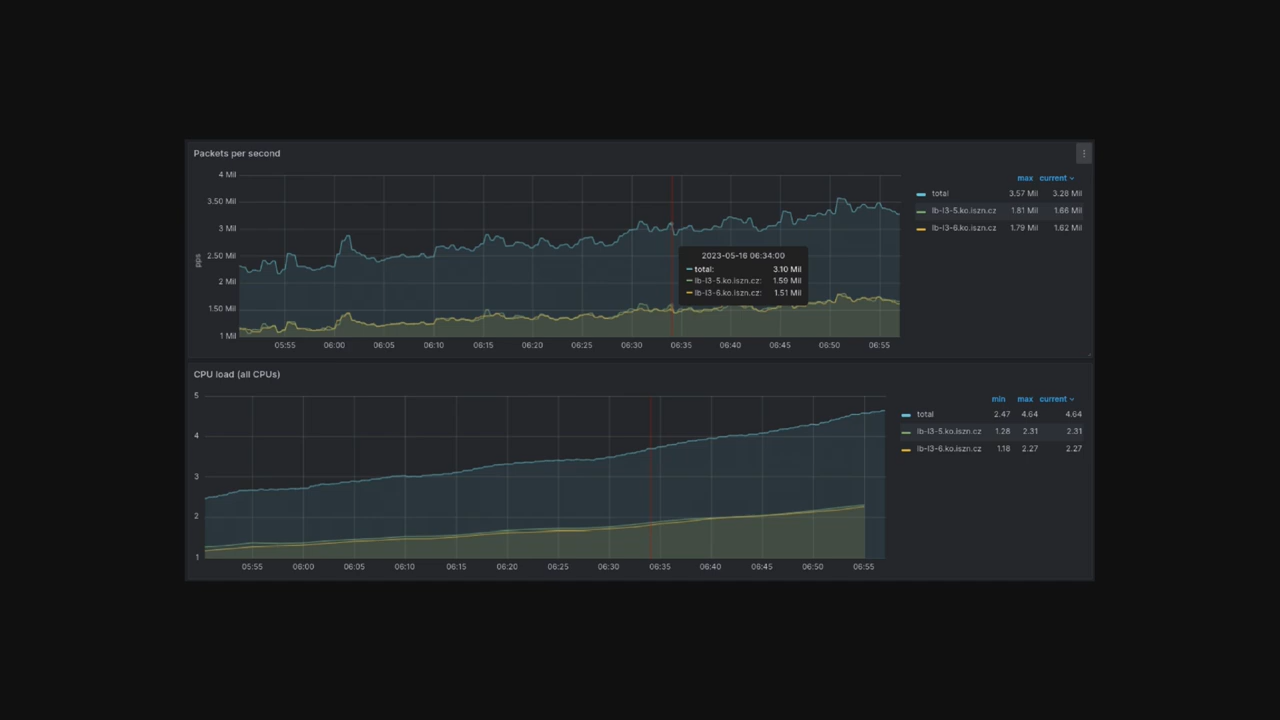 Packets per second
4 Mil
3.50 Mil
3 Mil
2.50 Mil
2 Mil
1.50 Mil
1 Mil
pps
05:55 06:00 06:05 06:10 06:15 06:20 06:25 06:30 06:35 06:40 06:45 06:50 06:55
2023-05-16 06:34:00
total: 3.10 Mil
lb-l3-5.ko.iszn.cz: 1.59 Mil
lb-l3-6.ko.iszn.cz: 1.51 Mil
max current
total 3.57 Mil 3.28 Mil
lb-l3-5.ko.iszn.cz 1.81 Mil 1.66 Mil
lb-l3-6.ko.iszn.cz 1.79 Mil 1.62 Mil
CPU load (all CPUs)
5
4
3
2
1
05:55 06:00 06:05 06:10 06:15 06:20 06:25 06:30 06:35 06:40 06:45 06:50 06:55
min max current
total 2.47 4.64 4.64
lb-l3-5.ko.iszn.cz 1.28 2.31 2.31
lb-l3-6.ko.iszn.cz 1.18 2.27 2.27